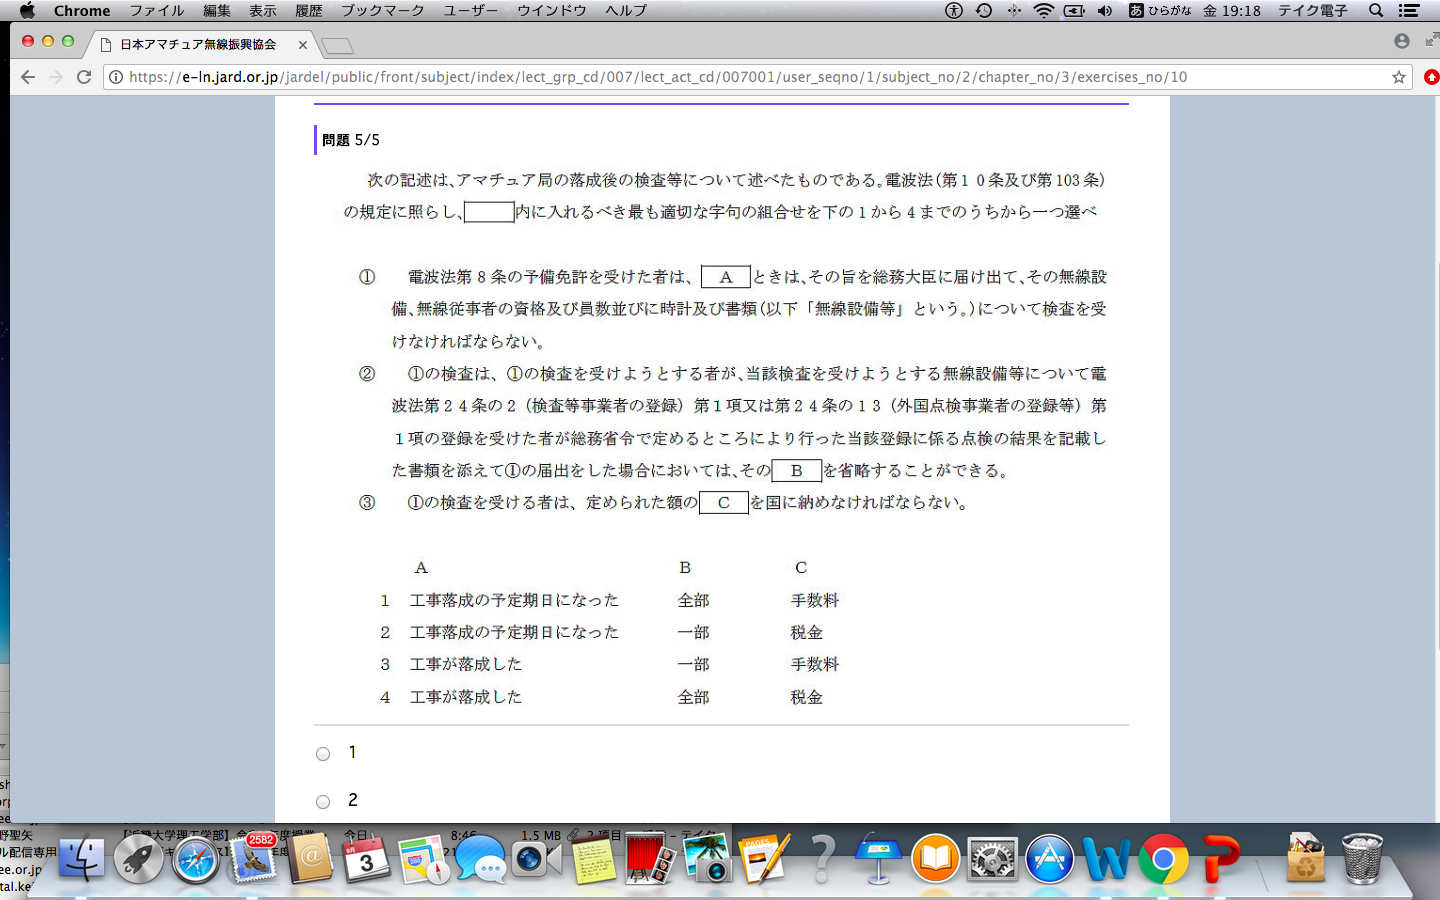 Chrome ファイル 編集 表示 履歴 ブックマーク ユーザー ウインドウ ヘルプ あ ひらがな 金 19:18 テイク電子
日本アマチュア無線振興協会
https://e-ln.jard.or.jp/jardel/public/front/subject/index/lect_grp_cd/007/lect_act_cd/007001/user_seqno/1/subject_no/2/chapter_no/3/exercises_no/10
問題 5/5
次の記述は、アマチュア局の落成後の検査等について述べたものである。電波法(第10条及び第103条)
の規定に照らし、内に入れるべき最も適切な字句の組合せを下の1から4までのうちから一つ選べ
① 電波法第8条の予備免許を受けた者は、 A ときは、その旨を総務大臣に届け出て、その無線設
備、無線従事者の資格及び員数並びに時計及び書類(以下「無線設備等」という。)について検査を受
けなければならない。
② ①の検査は、①の検査を受けようとする者が、当該検査を受けようとする無線設備等について電
波法第24条の2(検査等事業者の登録)第1項又は第24条の13(外国点検事業者の登録等)第
1項の登録を受けた者が総務省令で定めるところにより行った当該登録に係る点検の結果を記載し
た書類を添えて①の届出をした場合においては、その B を省略することができる。
③ ①の検査を受ける者は、定められた額の C を国に納めなければならない。
A B C
1 工事落成の予定期日になった 全部 手数料
2 工事落成の予定期日になった 一部 税金
3 工事が落成した 一部 手数料
4 工事が落成した 全部 税金
1
2
野聖矢 今日 8:46 1.5 MB
ル配信専用
ee.or.jp
tal.ke
2582
3
280
PAGES
?